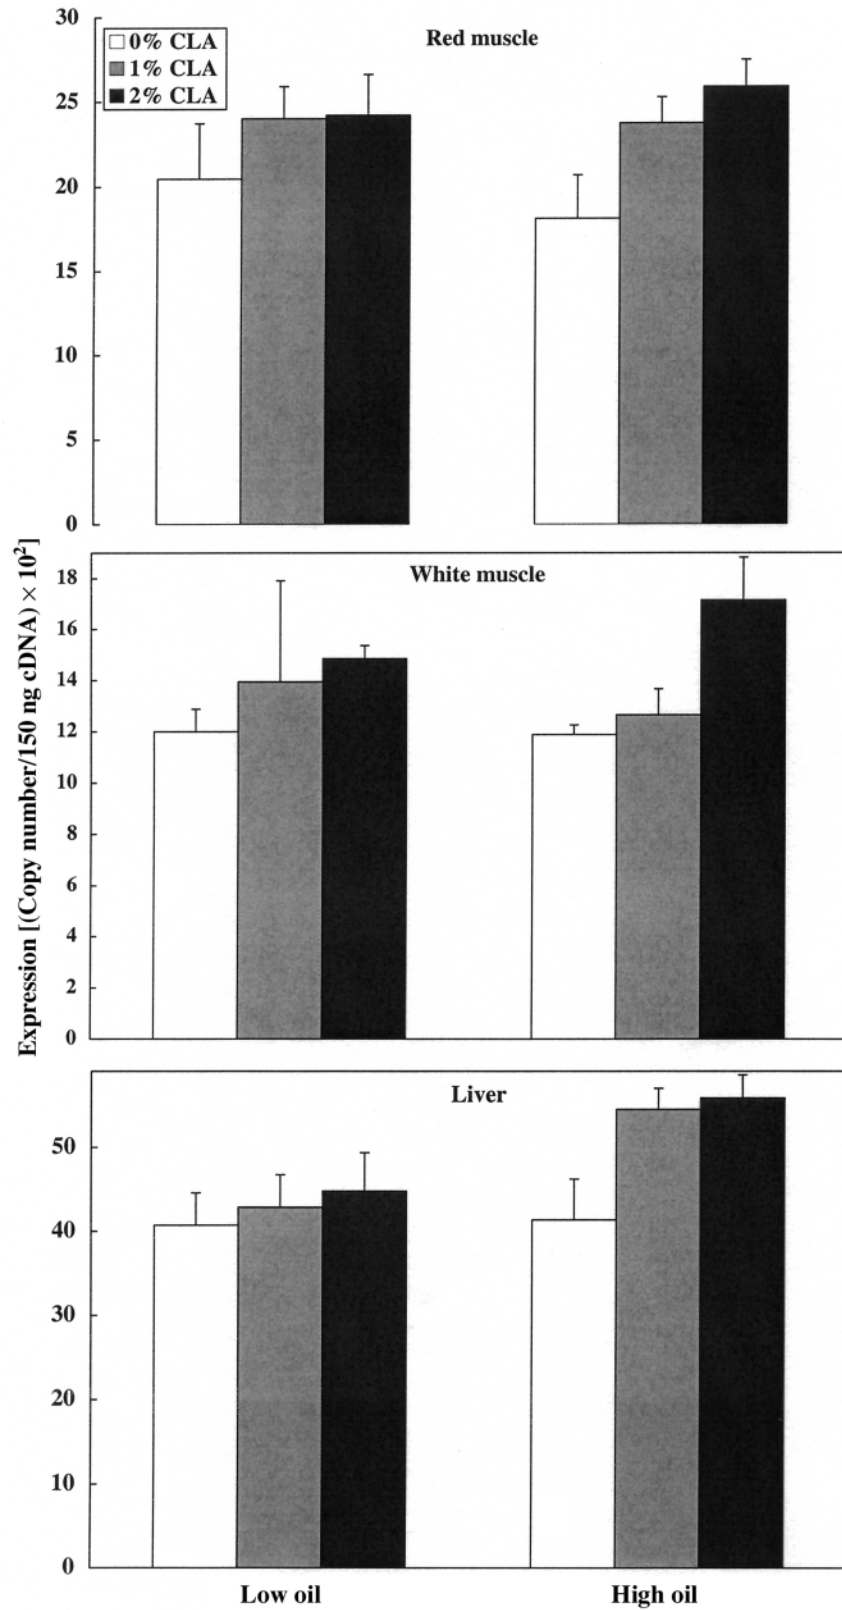 30
Red muscle
0% CLA
1% CLA
2% CLA
25
20
15
10
5
0
White muscle
18
16
14
12
10
8
6
4
2
0
Expression [(Copy number/150 ng cDNA) × 10²]
Liver
50
40
30
20
10
0
Low oil
High oil